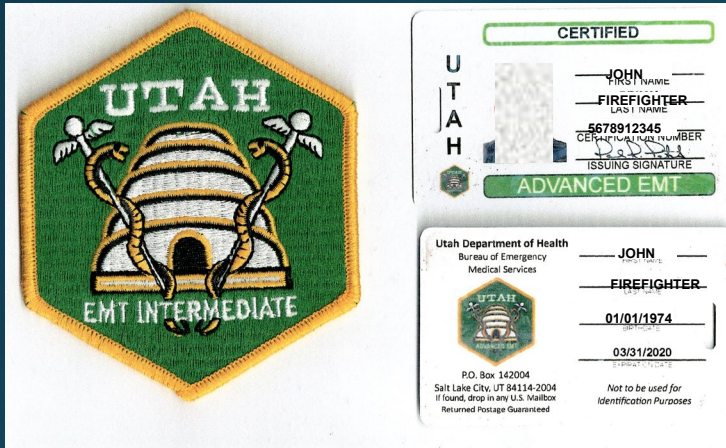 UTAH
EMT INTERMEDIATE
CERTIFIED
UTAH
JOHN
FIRST NAME
FIREFIGHTER
LAST NAME
5678912345
CERTIFICATION NUMBER
ISSUING SIGNATURE
ADVANCED EMT
Utah Department of Health
Bureau of Emergency
Medical Services
UTAH
ADVANCED EMT
P.O. Box 142004
Salt Lake City, UT 84114-2004
If found, drop in any U.S. Mailbox
Returned Postage Guaranteed
JOHN
FIRST NAME
FIREFIGHTER
LAST NAME
01/01/1974
BIRTHDATE
03/31/2020
EXPIRATION DATE
Not to be used for
Identification Purposes